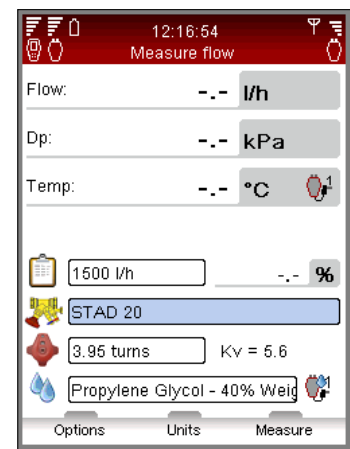 12:16:54
Measure flow
Flow: -.- l/h
Dp: -.- kPa
Temp: -.- °C 1
1500 l/h -.- %
STAD 20
3.95 turns Kv = 5.6
Propylene Glycol - 40% Weig
Options Units Measure